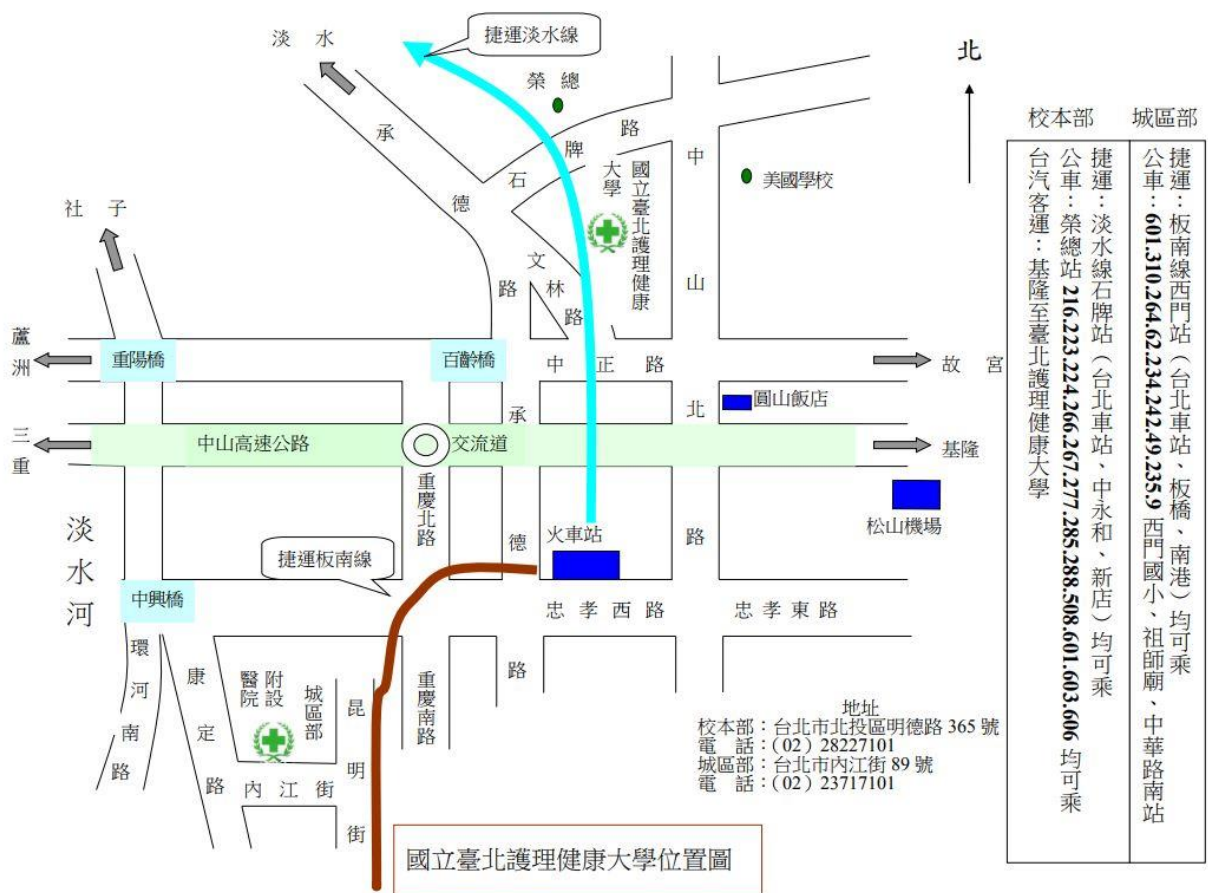 捷運淡水線
淡水
北
榮總
承德路
石牌路
中山北路
美國學校
國立臺北護理健康
大學
文林路
社子
蘆洲
重陽橋
百齡橋
中正路
故宮
圓山飯店
三重
中山高速公路
交流道
基隆
承德路
重慶北路
松山機場
火車站
淡水河
捷運板南線
中興橋
忠孝西路
忠孝東路
環河南路
康定路
附設
醫院
城區部
昆明街
重慶南路
內江街
地址
校本部：台北市北投區明德路 365 號
電 話：(02) 28227101
城區部：台北市內江街 89 號
電 話：(02) 23717101
國立臺北護理健康大學位置圖
城區部
捷運：板南線西門站（台北車站、板橋、南港）均可乘
公車：601.310.264.62.234.242.49.235.9 西門國小、祖師廟、中華路南站
校本部
捷運：淡水線石牌站（台北車站、中永和、新店）均可乘
公車：榮總站 216.223.224.266.267.277.285.288.508.601.603.606 均可乘
台汽客運：基隆至臺北護理健康大學